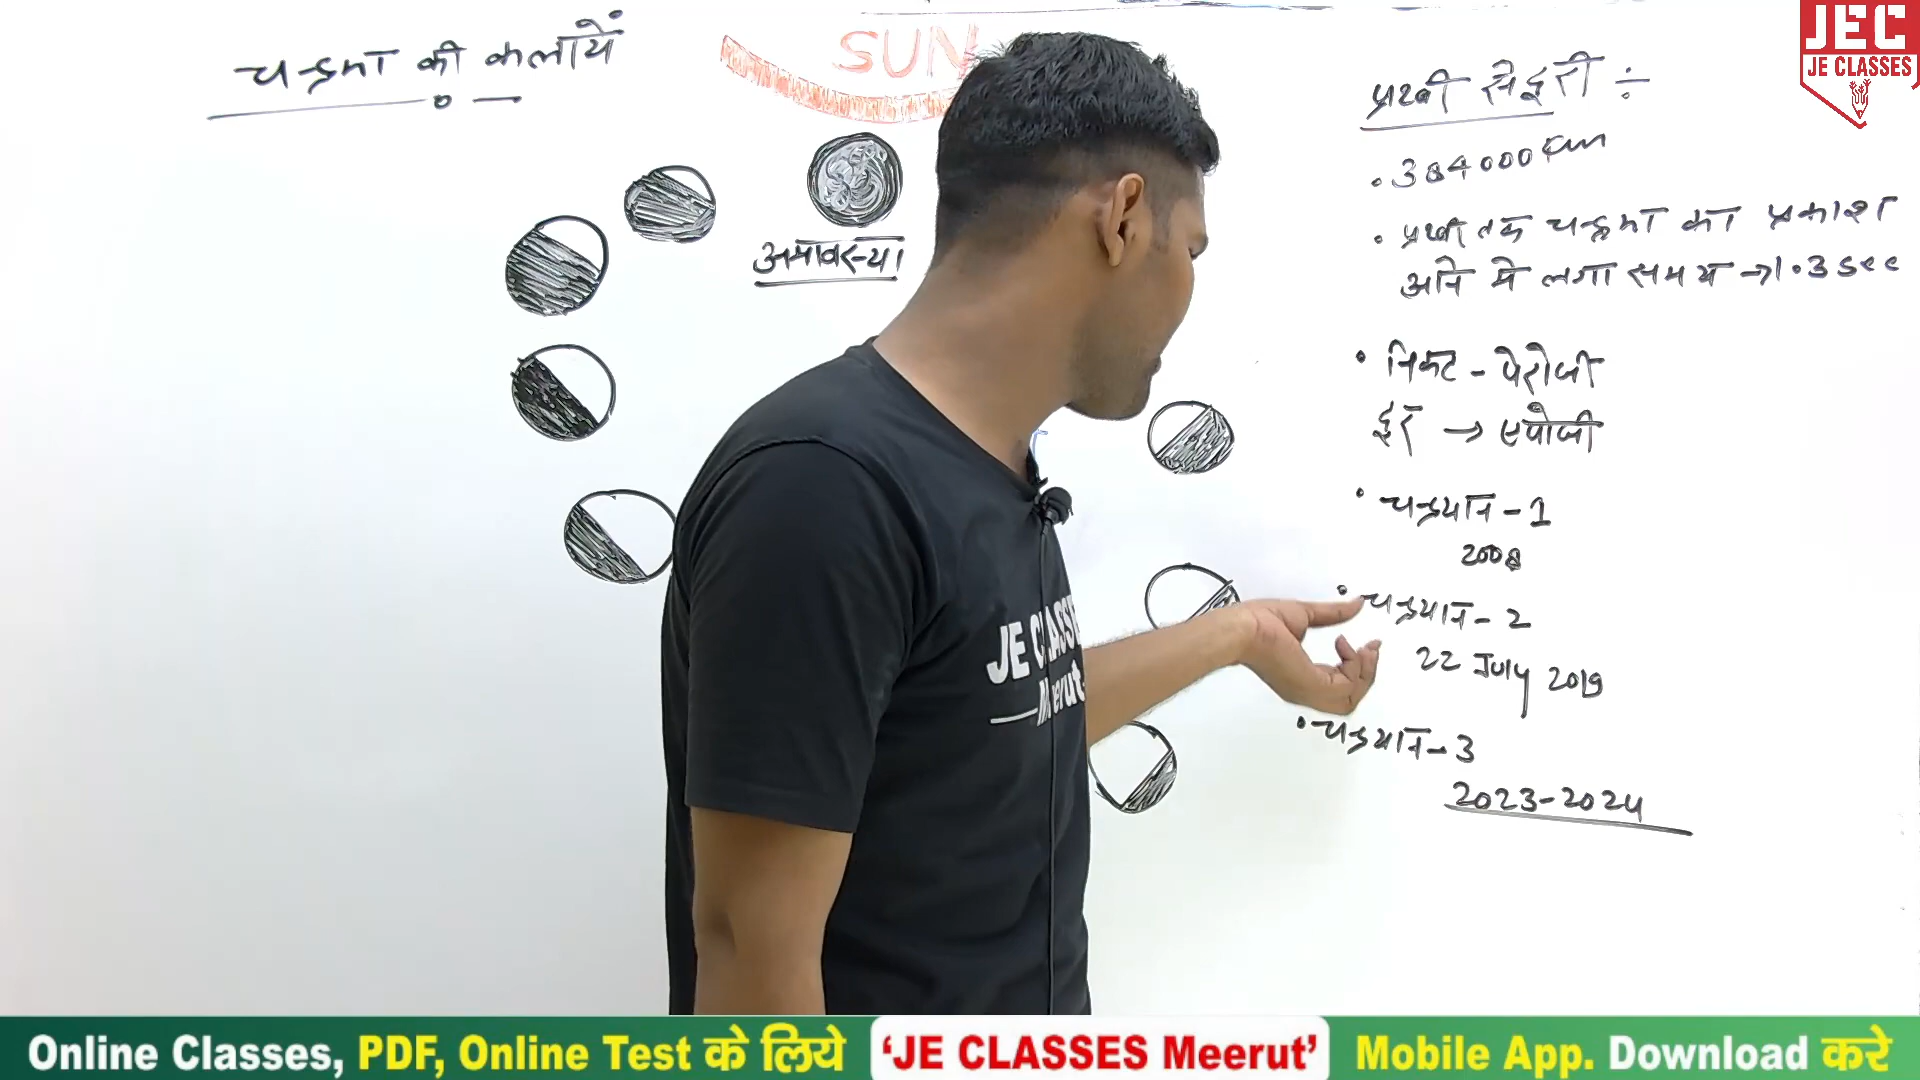 चन्द्रमा की कलायें
SUN
अमावस्या
पृथ्वी से दूरी ÷
• 384000 km
• पृथ्वी तक चन्द्रमा का प्रकाश
आने मे लगा समय → 1.3 sec
• निकट - पेरीजी
दूर → एपोजी
• चन्द्रयान - 1
2008
• चन्द्रयान - 2
22 July 2019
• चन्द्रयान - 3
2023-2024
JEC
JE CLASSES
JE CLASSES
Meerut
Online Classes, PDF, Online Test के लिये 'JE CLASSES Meerut' Mobile App. Download करे